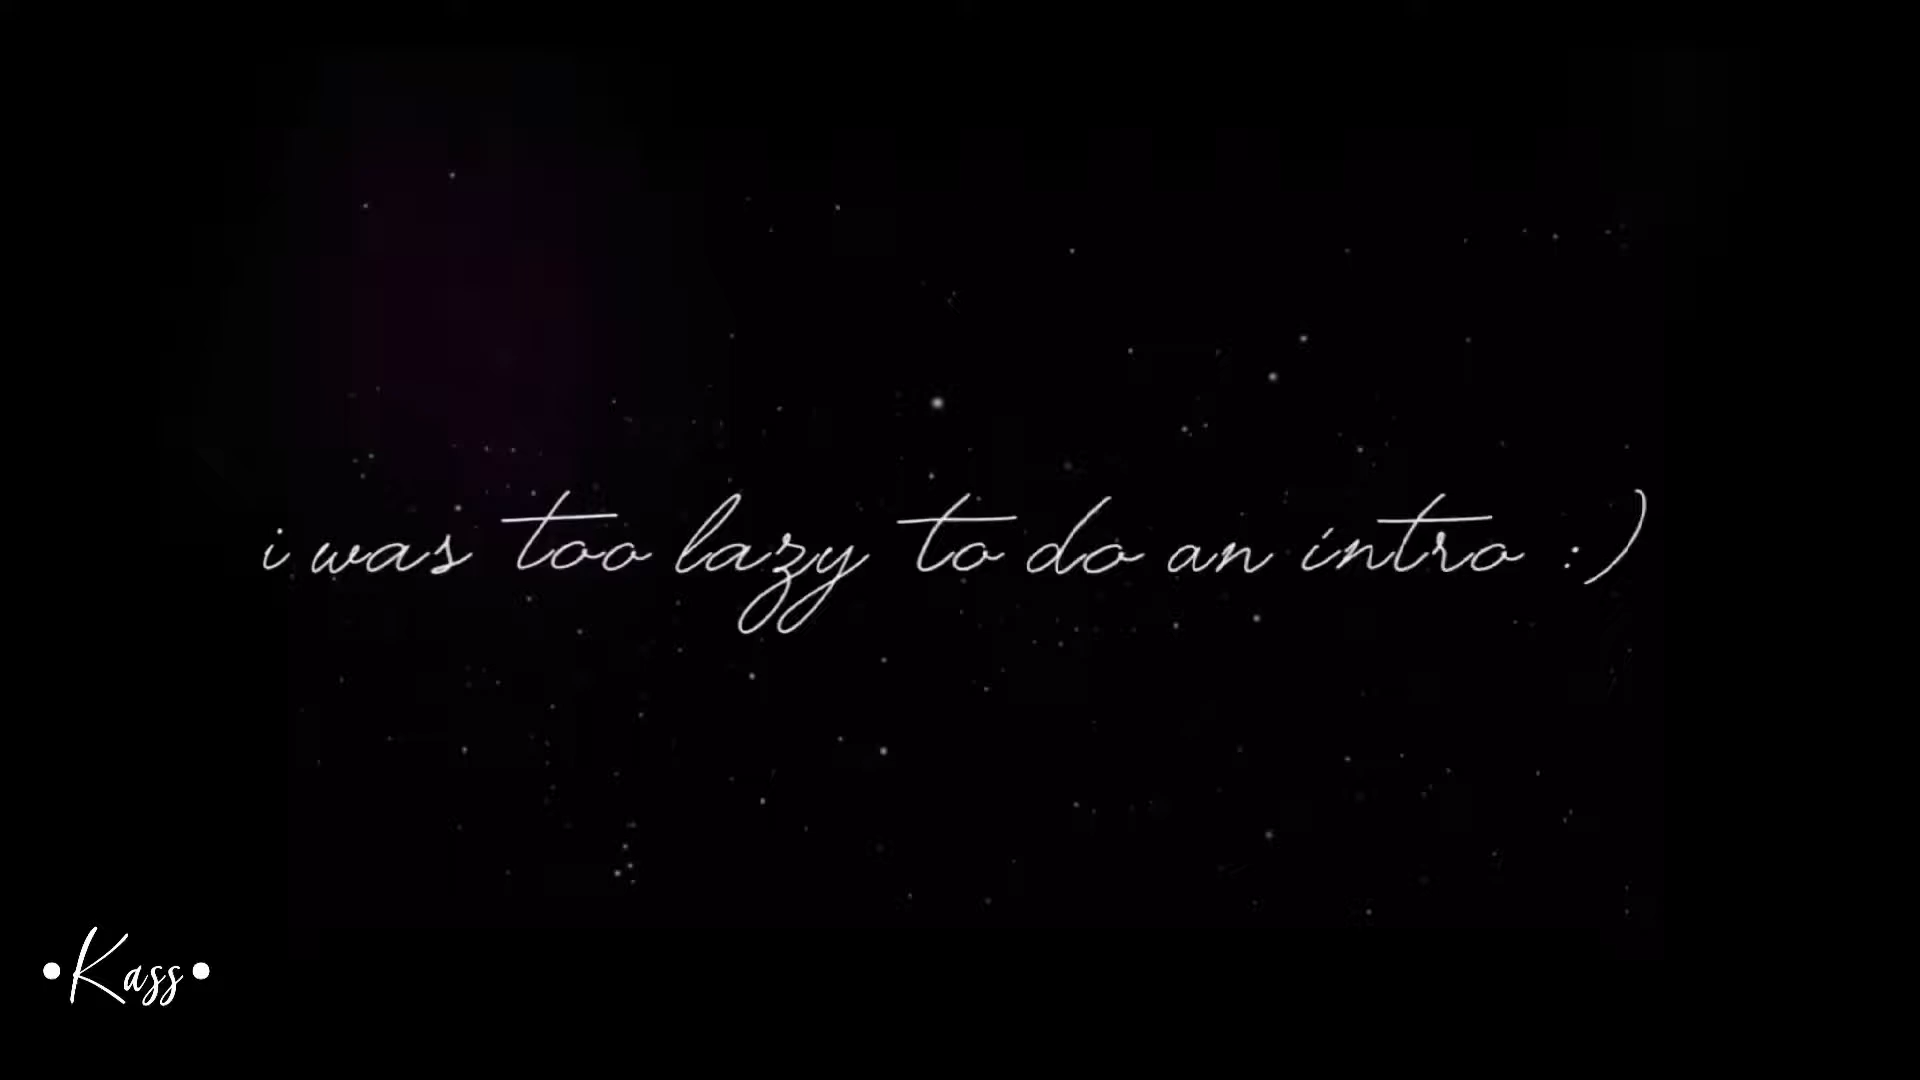 i was too lazy to do an intro :)
•Kass•